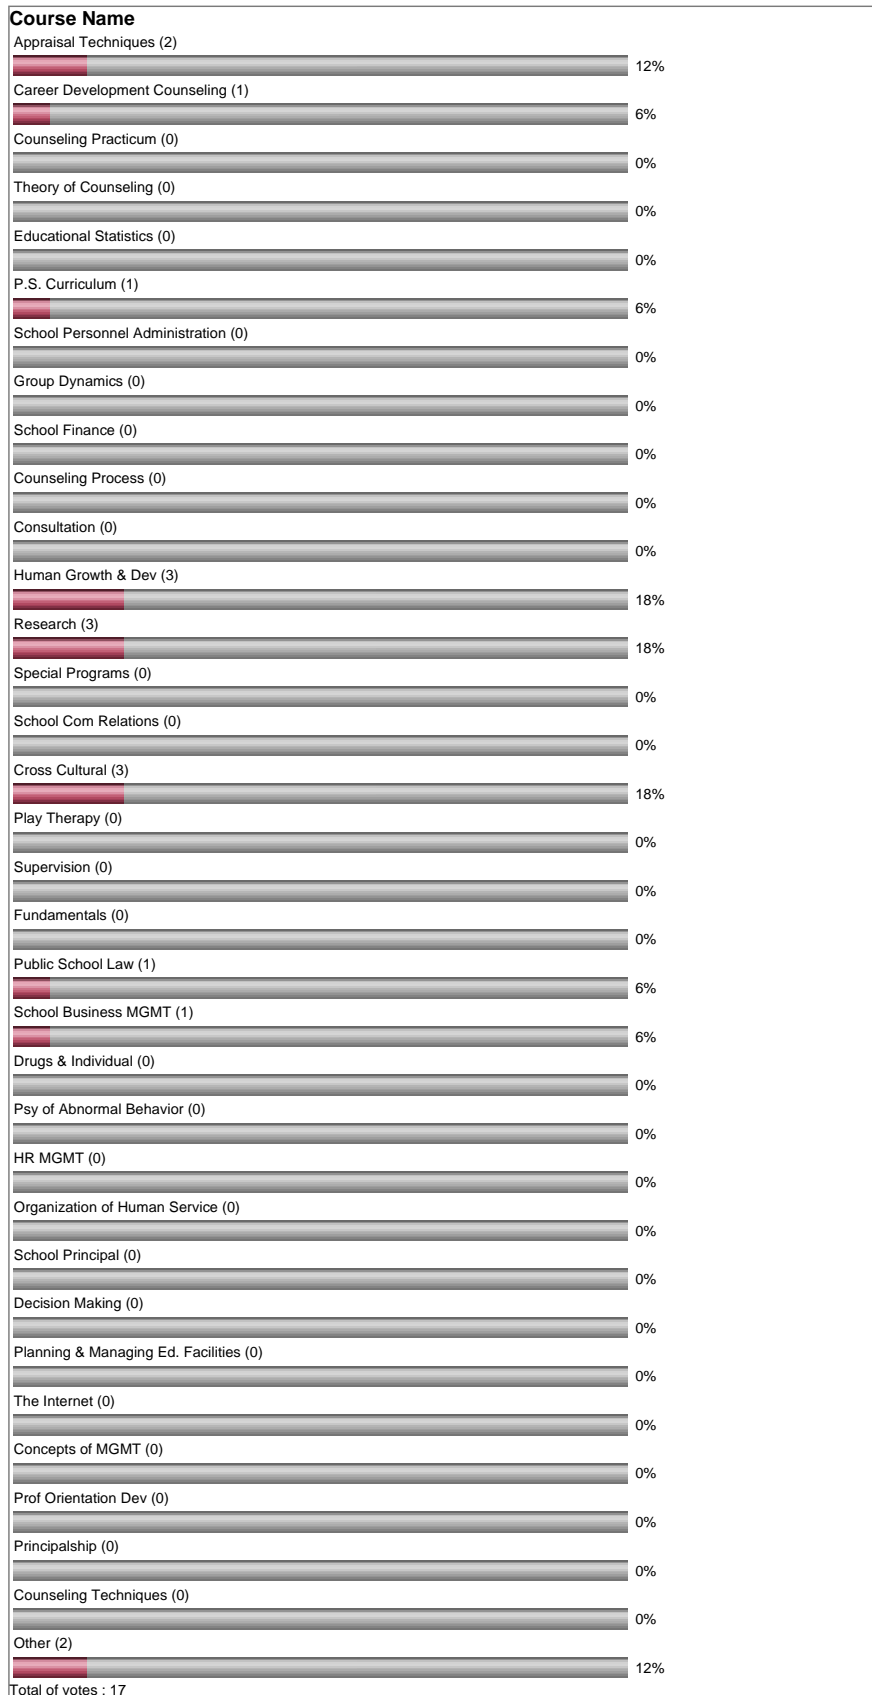 Course Name
Appraisal Techniques (2)
12%
Career Development Counseling (1)
6%
Counseling Practicum (0)
0%
Theory of Counseling (0)
0%
Educational Statistics (0)
0%
P.S. Curriculum (1)
6%
School Personnel Administration (0)
0%
Group Dynamics (0)
0%
School Finance (0)
0%
Counseling Process (0)
0%
Consultation (0)
0%
Human Growth & Dev (3)
18%
Research (3)
18%
Special Programs (0)
0%
School Com Relations (0)
0%
Cross Cultural (3)
18%
Play Therapy (0)
0%
Supervision (0)
0%
Fundamentals (0)
0%
Public School Law (1)
6%
School Business MGMT (1)
6%
Drugs & Individual (0)
0%
Psy of Abnormal Behavior (0)
0%
HR MGMT (0)
0%
Organization of Human Service (0)
0%
School Principal (0)
0%
Decision Making (0)
0%
Planning & Managing Ed. Facilities (0)
0%
The Internet (0)
0%
Concepts of MGMT (0)
0%
Prof Orientation Dev (0)
0%
Principalship (0)
0%
Counseling Techniques (0)
0%
Other (2)
12%
Total of votes : 17